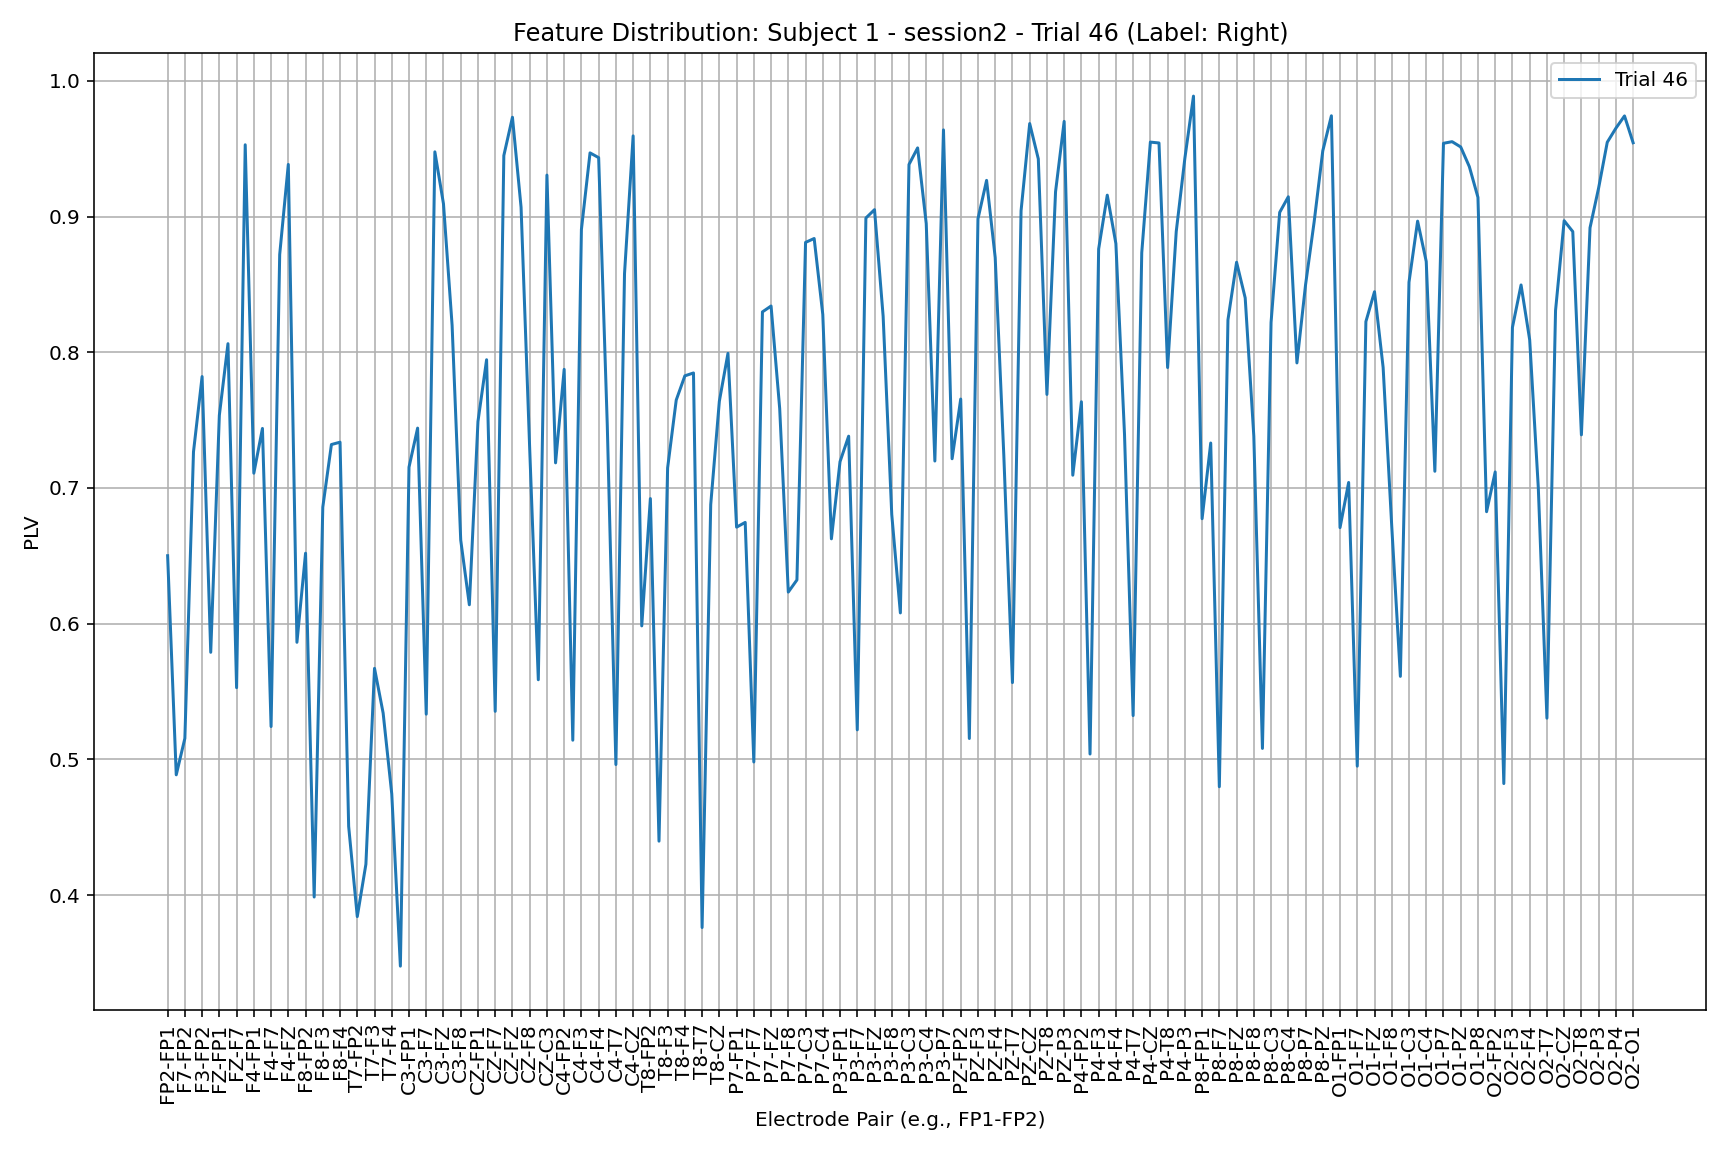 Feature Distribution: Subject 1 - session2 - Trial 46 (Label: Right)
Trial 46
1.0
0.9
0.8
0.7
0.6
0.5
0.4
PLV
FP2-FP1
F7-FP2
F3-FP2
FZ-FP1
FZ-F7
F4-FP1
F4-F7
F4-FZ
F8-FP2
F8-F3
F8-F4
T7-FP2
T7-F3
T7-F4
C3-FP1
C3-F7
C3-FZ
C3-F8
CZ-FP1
CZ-F7
CZ-FZ
CZ-F8
CZ-C3
C4-FP2
C4-F3
C4-F4
C4-T7
C4-CZ
T8-FP2
T8-F3
T8-F4
T8-T7
T8-CZ
P7-FP1
P7-F7
P7-FZ
P7-F8
P7-C3
P7-C4
P3-FP1
P3-F7
P3-FZ
P3-F8
P3-C3
P3-C4
P3-P7
PZ-FP2
PZ-F3
PZ-F4
PZ-T7
PZ-CZ
PZ-T8
PZ-P3
P4-FP2
P4-F3
P4-F4
P4-T7
P4-CZ
P4-T8
P4-P3
P8-FP1
P8-F7
P8-FZ
P8-F8
P8-C3
P8-C4
P8-P7
P8-PZ
O1-FP1
O1-F7
O1-FZ
O1-F8
O1-C3
O1-C4
O1-P7
O1-PZ
O1-P8
O2-FP2
O2-F3
O2-F4
O2-T7
O2-CZ
O2-T8
O2-P3
O2-P4
O2-O1
Electrode Pair (e.g., FP1-FP2)